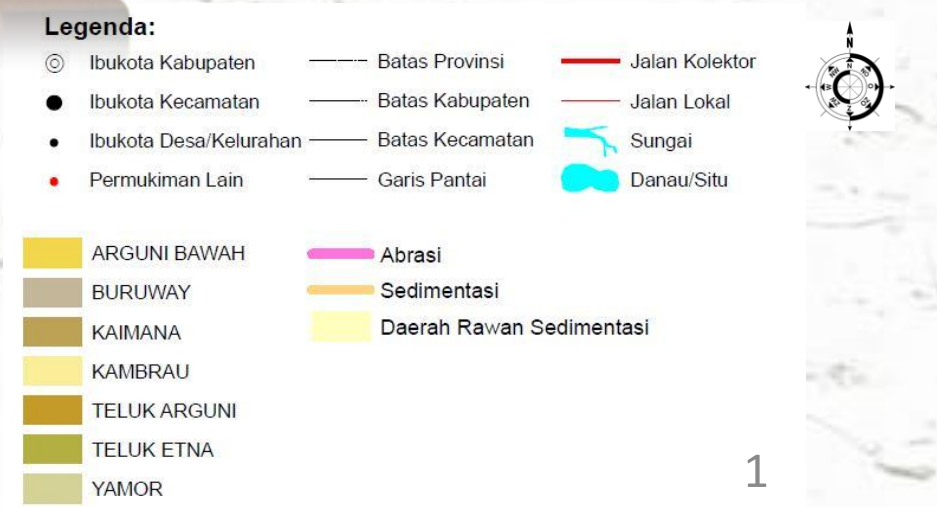 Legenda:
Ibukota Kabupaten
Ibukota Kecamatan
Ibukota Desa/Kelurahan
Permukiman Lain
Batas Provinsi
Batas Kabupaten
Batas Kecamatan
Garis Pantai
Jalan Kolektor
Jalan Lokal
Sungai
Danau/Situ
N
ARGUNI BAWAH
BURUWAY
KAIMANA
KAMBRAU
TELUK ARGUNI
TELUK ETNA
YAMOR
Abrasi
Sedimentasi
Daerah Rawan Sedimentasi
1